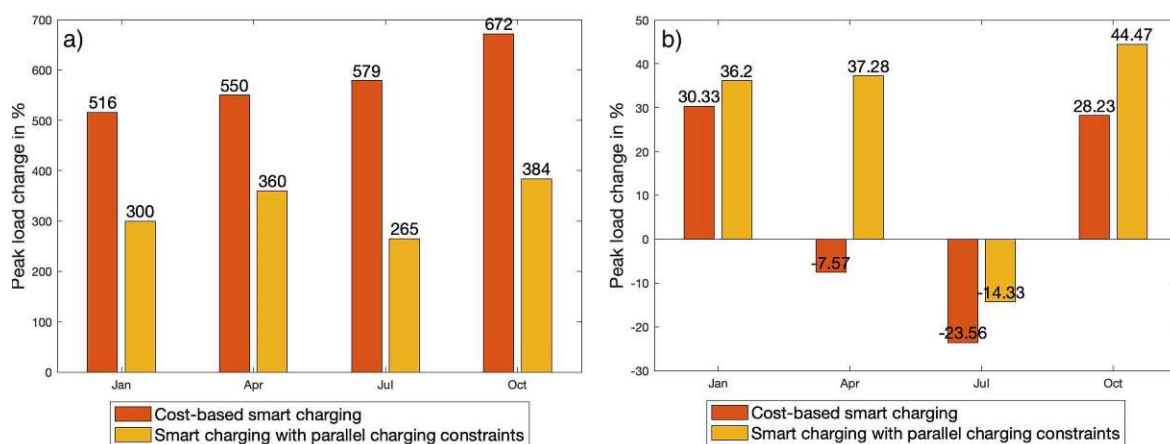 a)
Peak load change in %
700
600
500
400
300
200
100
0
516
300
550
360
579
265
672
384
Jan
Apr
Jul
Oct
Cost-based smart charging
Smart charging with parallel charging constraints
b)
Peak load change in %
50
40
30
20
10
0
-10
-20
-30
30.33
36.2
-7.57
37.28
-23.56
-14.33
28.23
44.47
Jan
Apr
Jul
Oct
Cost-based smart charging
Smart charging with parallel charging constraints